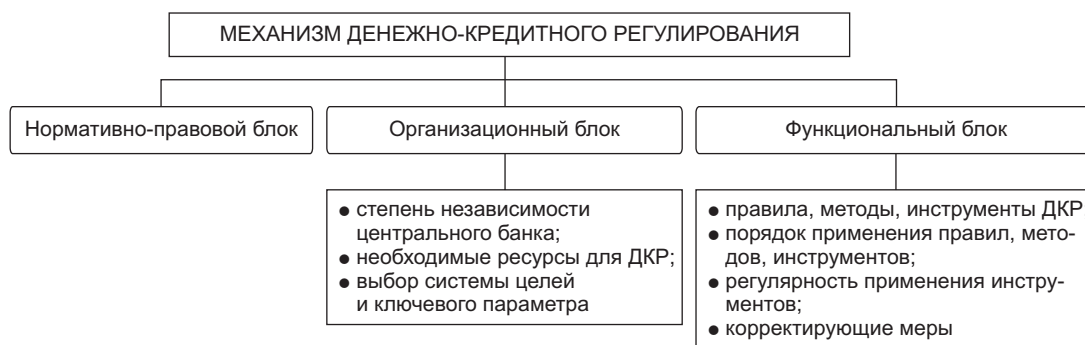 МЕХАНИЗМ ДЕНЕЖНО-КРЕДИТНОГО РЕГУЛИРОВАНИЯ
Нормативно-правовой блок
Организационный блок
Функциональный блок
● степень независимости
центрального банка;
● необходимые ресурсы для ДКР;
● выбор системы целей
и ключевого параметра
● правила, методы, инструменты ДКР
● порядок применения правил, мето-
дов, инструментов;
● регулярность применения инстру-
ментов;
● корректирующие меры